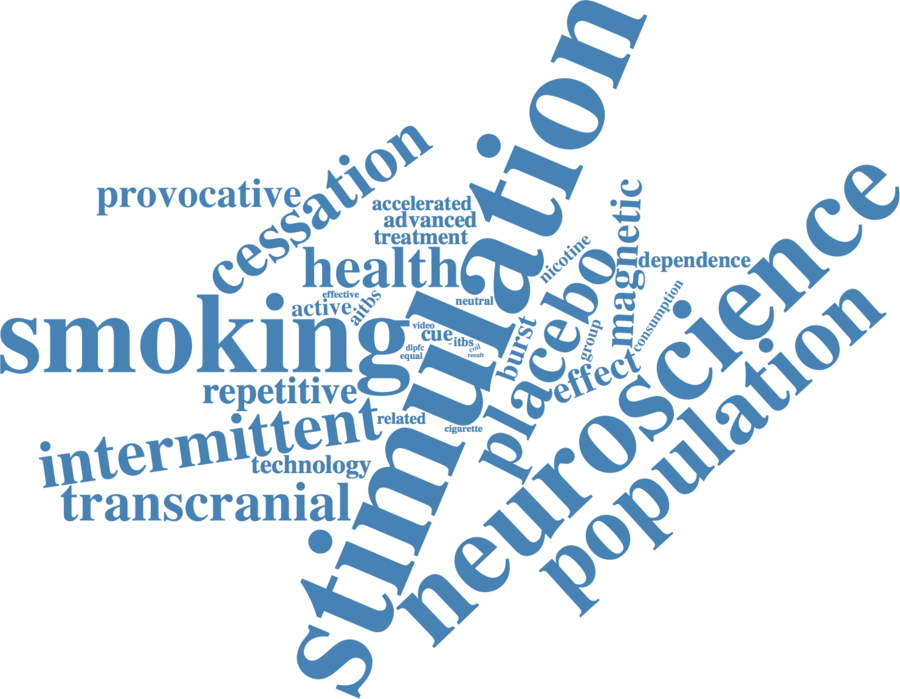 stimulation
cessation
provocative
accelerated
advanced
treatment
neuroscience
magnetic
nicotine
placebo
dependence
health
effective
active
aitbs
neutral
consumption
population
smoking
video
cue
itbs
burst
group
dlpfc
coil
equal
result
effect
repetitive
intermittent
related
cigarette
technology
transcranial